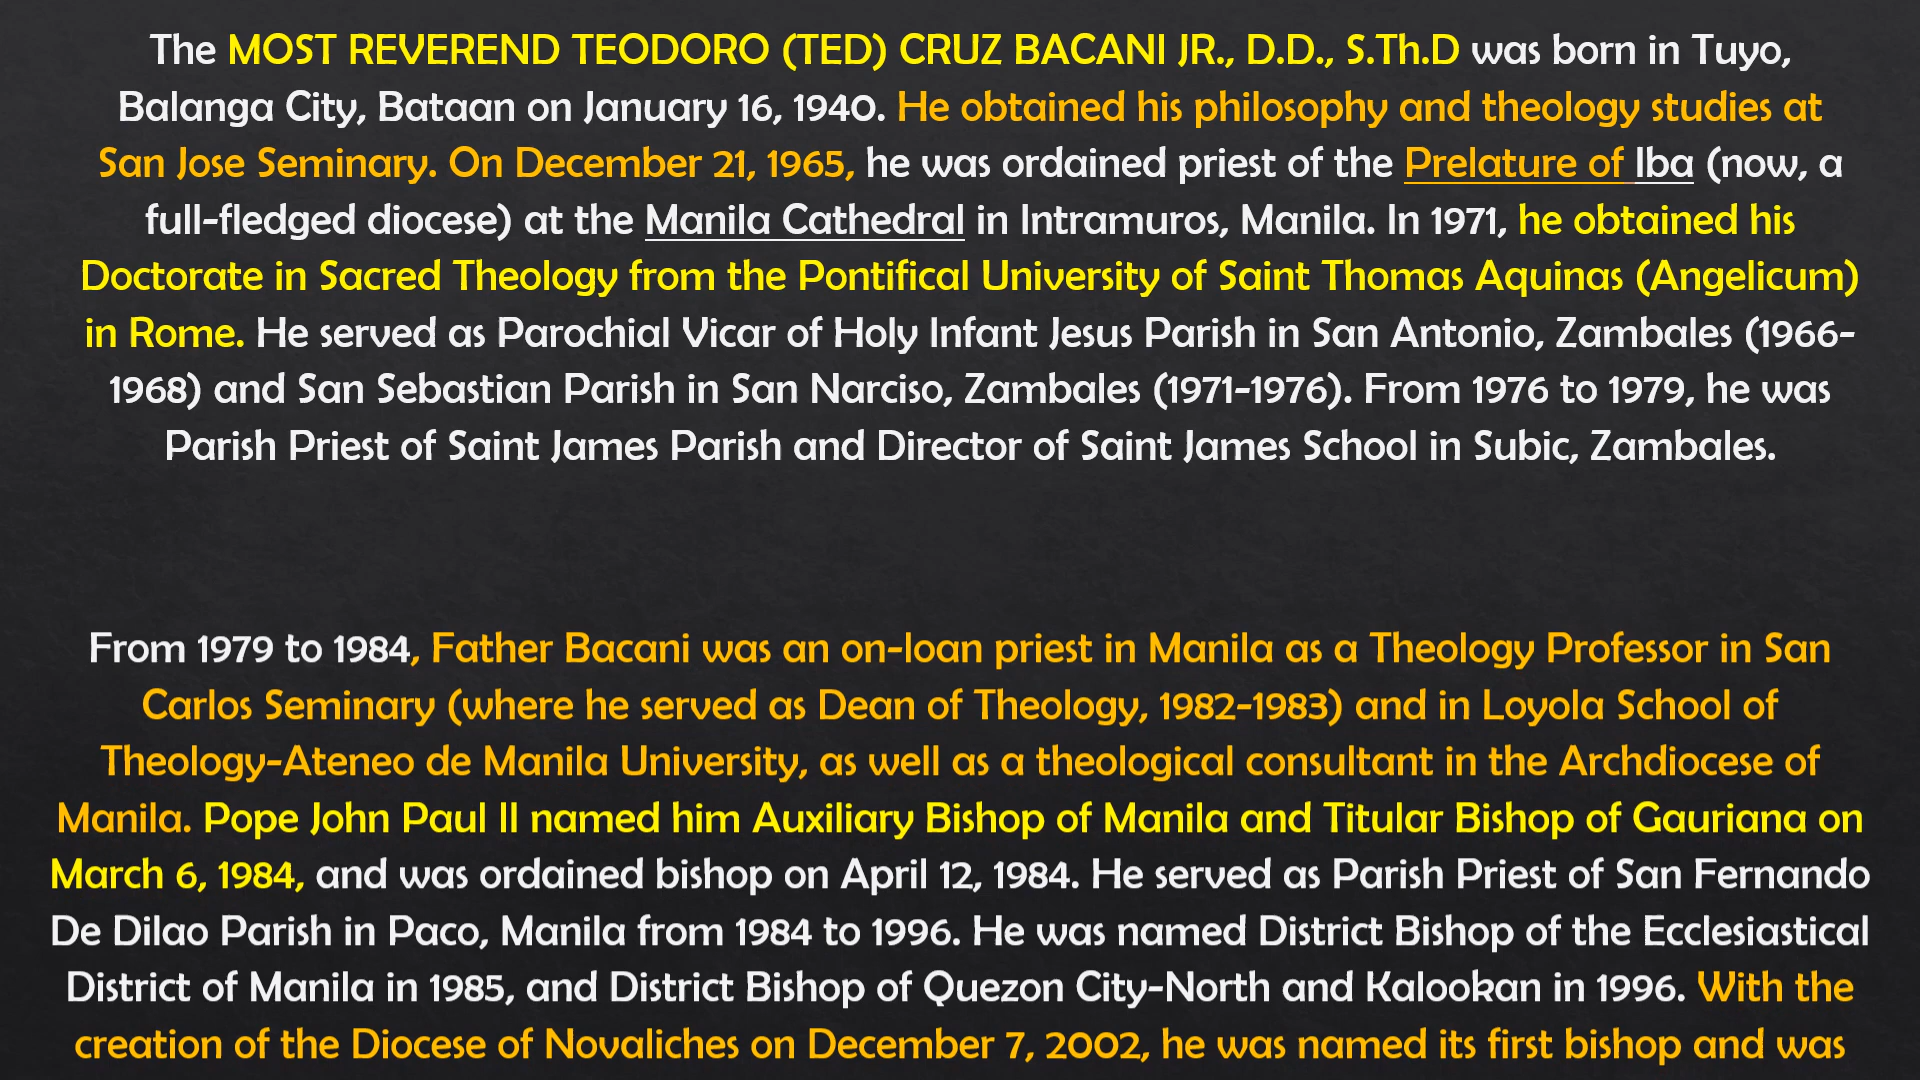 The MOST REVEREND TEODORO (TED) CRUZ BACANI JR., D.D., S.Th.D was born in Tuyo,
Balanga City, Bataan on January 16, 1940. He obtained his philosophy and theology studies at
San Jose Seminary. On December 21, 1965, he was ordained priest of the Prelature of Iba (now, a
full-fledged diocese) at the Manila Cathedral in Intramuros, Manila. In 1971, he obtained his
Doctorate in Sacred Theology from the Pontifical University of Saint Thomas Aquinas (Angelicum)
in Rome. He served as Parochial Vicar of Holy Infant Jesus Parish in San Antonio, Zambales (1966-
1968) and San Sebastian Parish in San Narciso, Zambales (1971-1976). From 1976 to 1979, he was
Parish Priest of Saint James Parish and Director of Saint James School in Subic, Zambales.
From 1979 to 1984, Father Bacani was an on-loan priest in Manila as a Theology Professor in San
Carlos Seminary (where he served as Dean of Theology, 1982-1983) and in Loyola School of
Theology-Ateneo de Manila University, as well as a theological consultant in the Archdiocese of
Manila. Pope John Paul II named him Auxiliary Bishop of Manila and Titular Bishop of Gauriana on
March 6, 1984, and was ordained bishop on April 12, 1984. He served as Parish Priest of San Fernando
De Dilao Parish in Paco, Manila from 1984 to 1996. He was named District Bishop of the Ecclesiastical
District of Manila in 1985, and District Bishop of Quezon City-North and Kalookan in 1996. With the
creation of the Diocese of Novaliches on December 7, 2002, he was named its first bishop and was